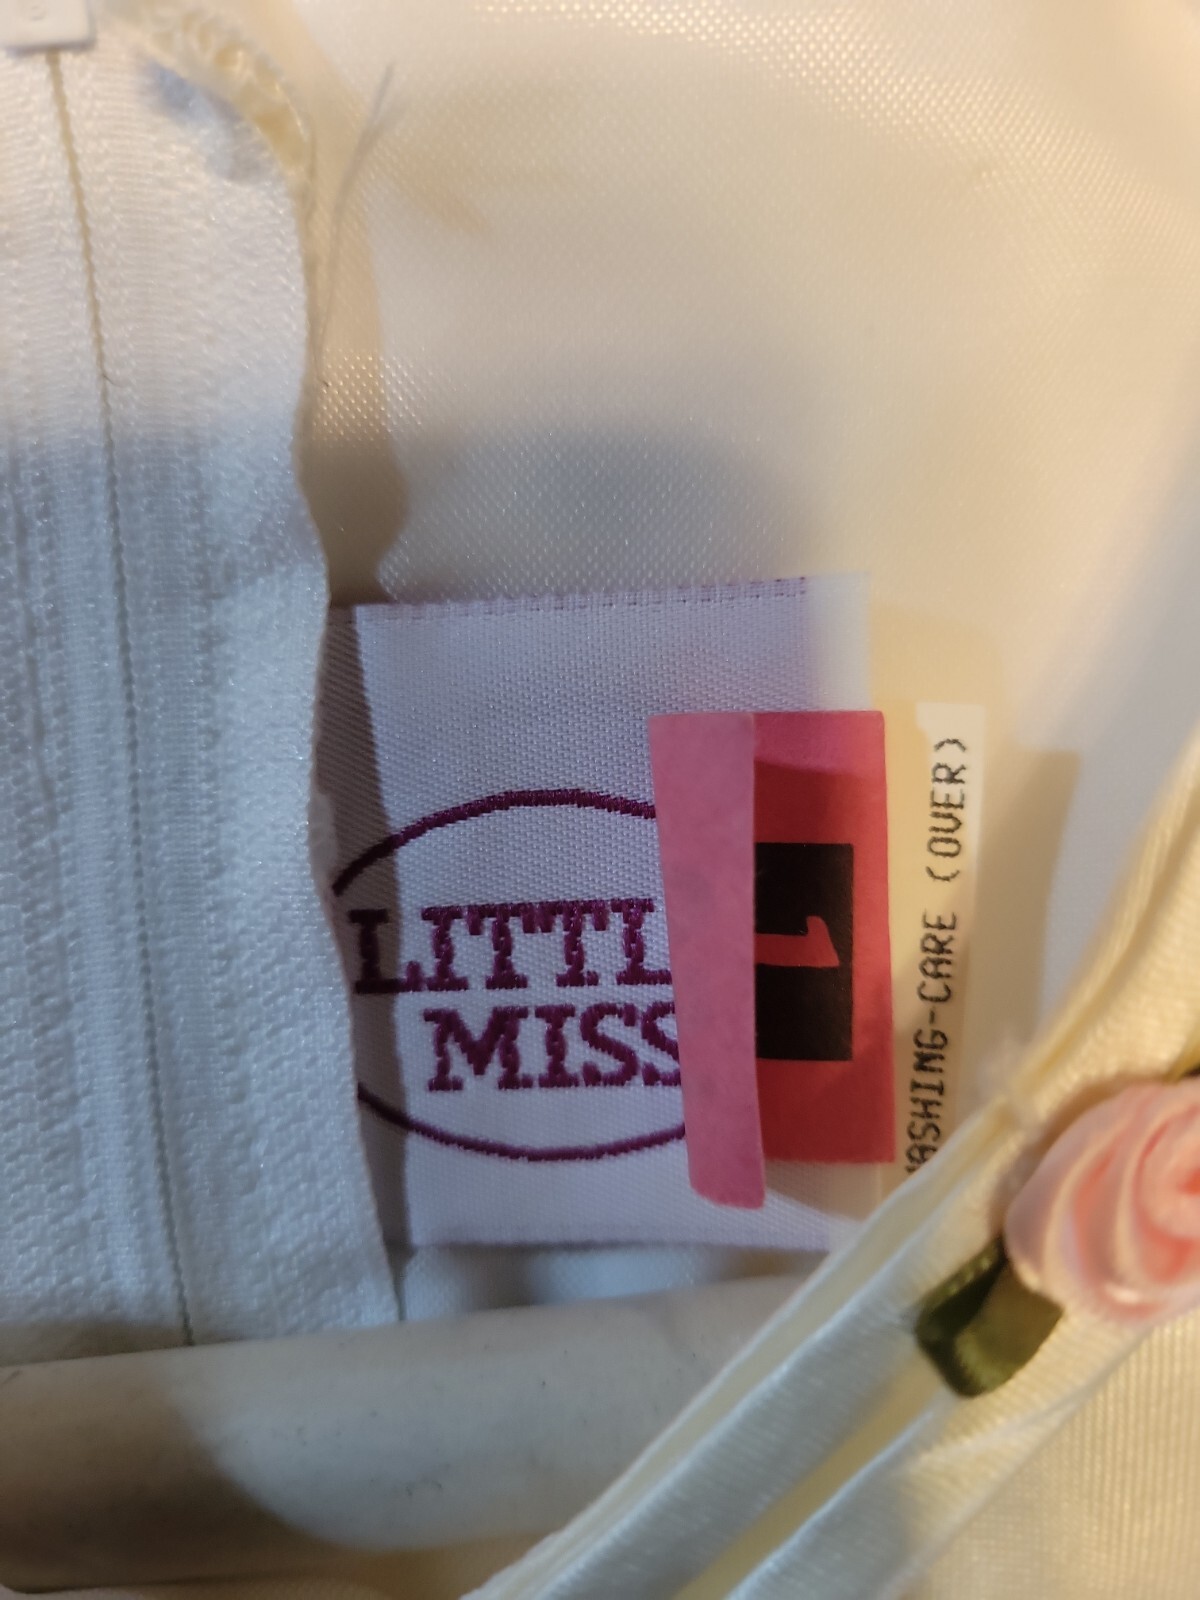 LITTL
MISS
1
WASHING-CARE (OVER)